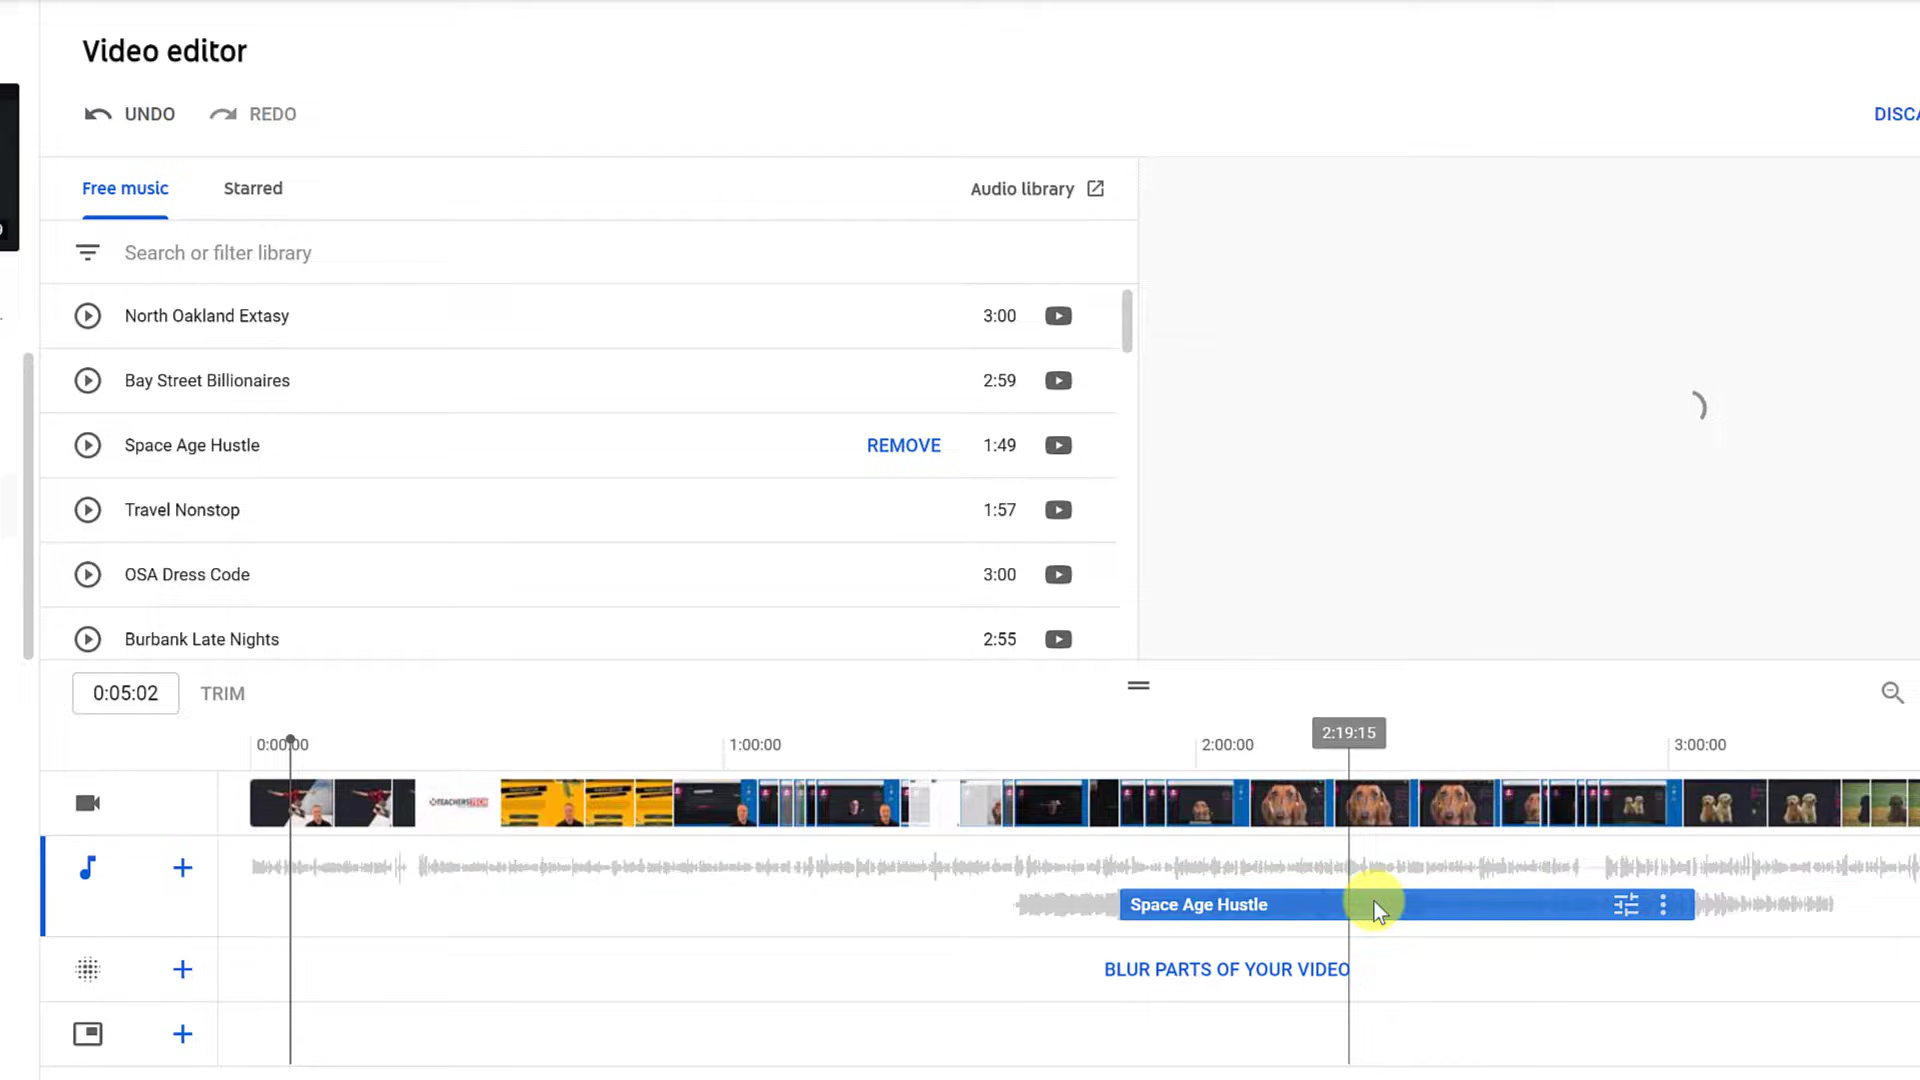 Video editor
UNDO REDO
DISCA
Free music Starred Audio library
Search or filter library
North Oakland Extasy 3:00
Bay Street Billionaires 2:59
Space Age Hustle REMOVE 1:49
Travel Nonstop 1:57
OSA Dress Code 3:00
Burbank Late Nights 2:55
0:05:02 TRIM
2:19:15
0:00:00 1:00:00 2:00:00 3:00:00
TEACHERSTECH
Space Age Hustle
BLUR PARTS OF YOUR VIDEO